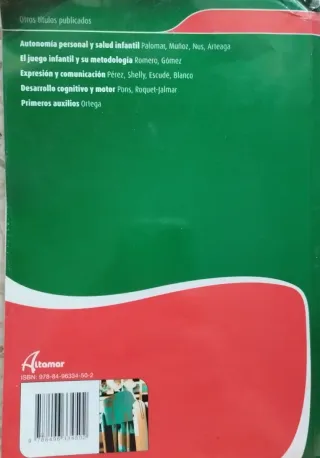 Otros títulos publicados
Autonomía personal y salud infantil Palomar, Muñoz, Nus, Arteaga
El juego infantil y su metodología Romero, Gómez
Expresión y comunicación Pérez, Shelly, Escudé, Blanco
Desarrollo cognitivo y motor Pons, Roquet-Jalmar
Primeros auxilios Ortega
Altamar